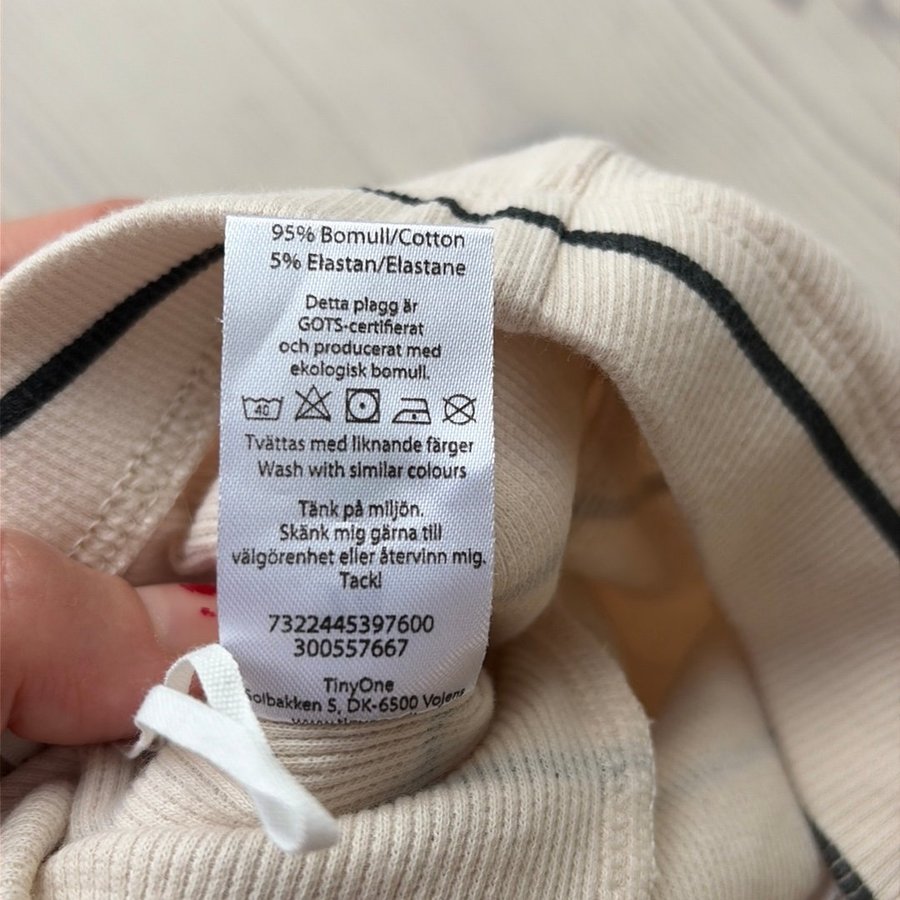 95% Bomull/Cotton
5% Elastan/Elastane
Detta plagg är
GOTS-certifierat
och producerat med
ekologisk bomull.
40
Tvättas med liknande färger
Wash with similar colours
Tänk på miljön.
Skänk mig gärna till
välgörenhet eller återvinn mig.
Tack!
7322445397600
300557667
TinyOne
Solbakken 5, DK-6500 Vojens